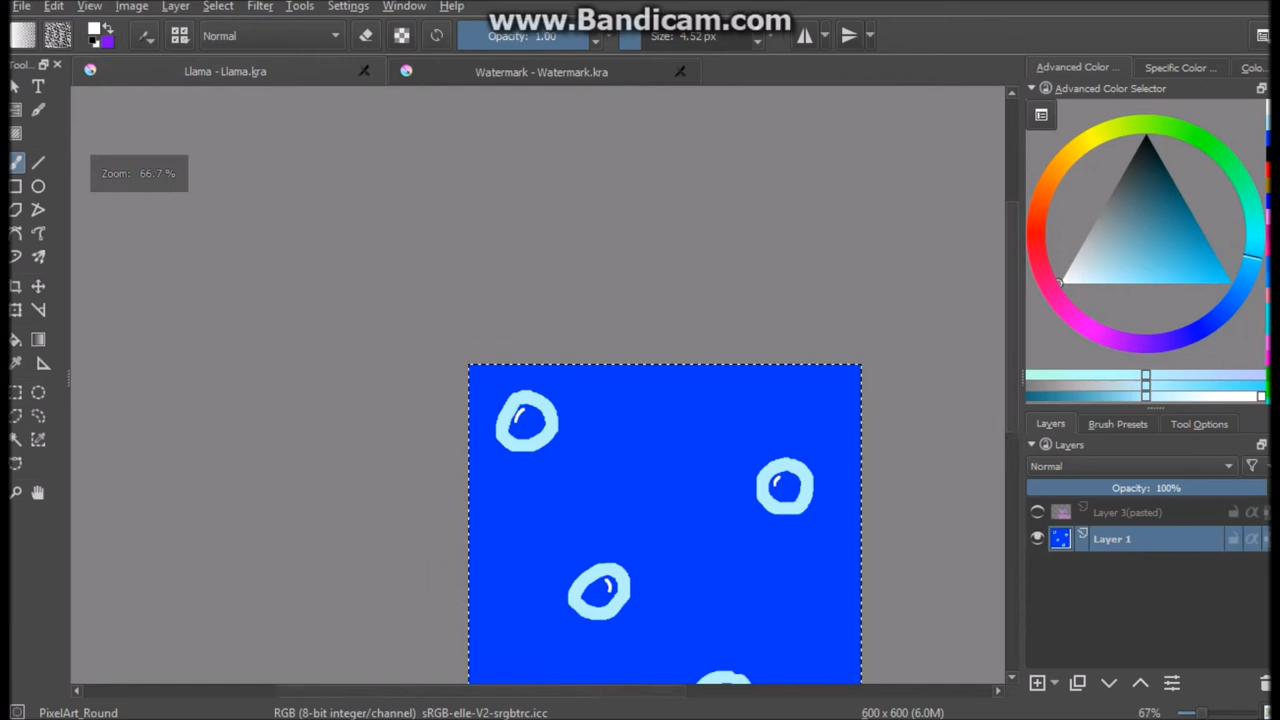 www.Bandicam.com
File Edit View Image Layer Select Filter Tools Settings Window Help
Normal Opacity: 1.00 Size: 4.52 px
Tool... Llama - Llama.kra Watermark - Watermark.kra
Advanced Color ... Specific Color ... Colo...
Advanced Color Selector
Zoom: 66.7 %
Layers Brush Presets Tool Options
Layers
Normal
Opacity: 100%
Layer 3(pasted)
Layer 1
PixelArt_Round RGB (8-bit integer/channel) sRGB-elle-V2-srgbtrc.icc 600 x 600 (6.0M) 67%